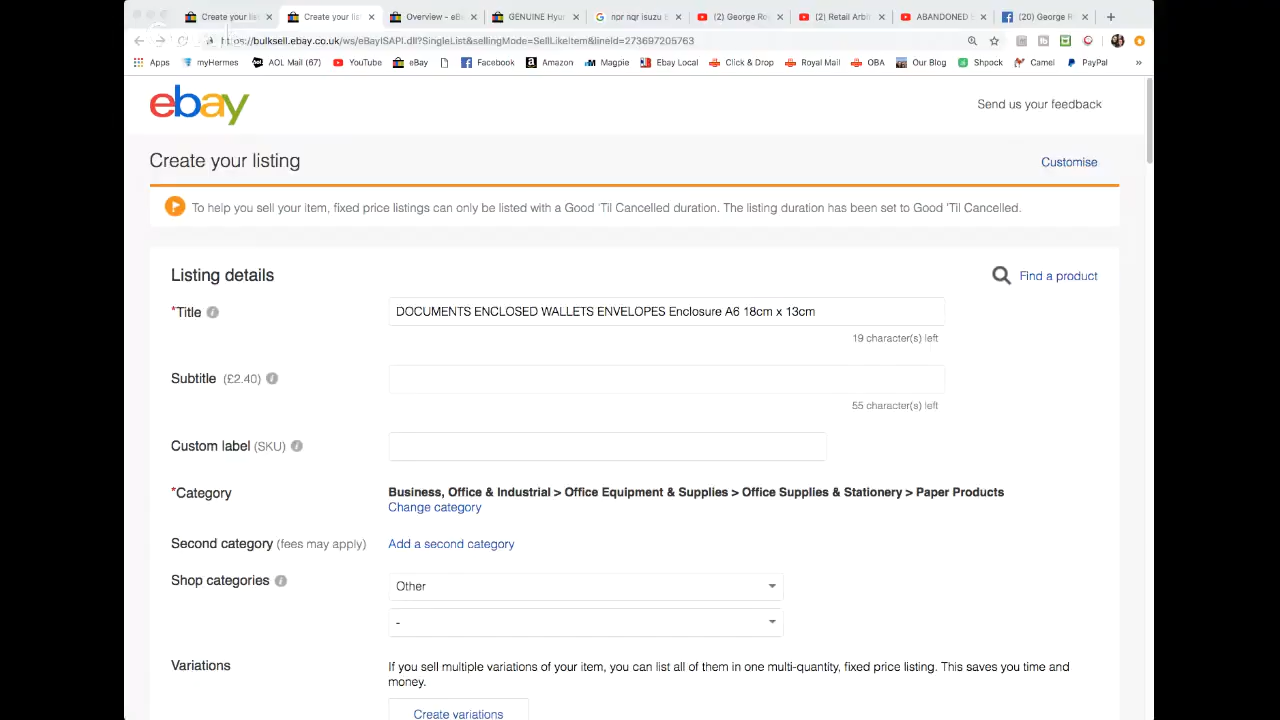 Create your lis
Create your lis
Overview - eBa
GENUINE Hyun
npr nqr isuzu E
(2) George Ro
(2) Retail Arbit
ABANDONED S
(20) George R
https://bulksell.ebay.co.uk/ws/eBayISAPI.dll?SingleList&sellingMode=SellLikeItem&lineId=273697205763
Apps myHermes AOL Mail (67) YouTube eBay Facebook Amazon Magpie Ebay Local Click & Drop Royal Mail OBA Our Blog Shpock Camel PayPal »
ebay
Send us your feedback
Create your listing
Customise
To help you sell your item, fixed price listings can only be listed with a Good 'Til Cancelled duration. The listing duration has been set to Good 'Til Cancelled.
Listing details
Find a product
*Title
DOCUMENTS ENCLOSED WALLETS ENVELOPES Enclosure A6 18cm x 13cm
19 character(s) left
Subtitle (£2.40)
55 character(s) left
Custom label (SKU)
*Category
Business, Office & Industrial > Office Equipment & Supplies > Office Supplies & Stationery > Paper Products
Change category
Second category (fees may apply)
Add a second category
Shop categories
Other
-
Variations
If you sell multiple variations of your item, you can list all of them in one multi-quantity, fixed price listing. This saves you time and
money.
Create variations